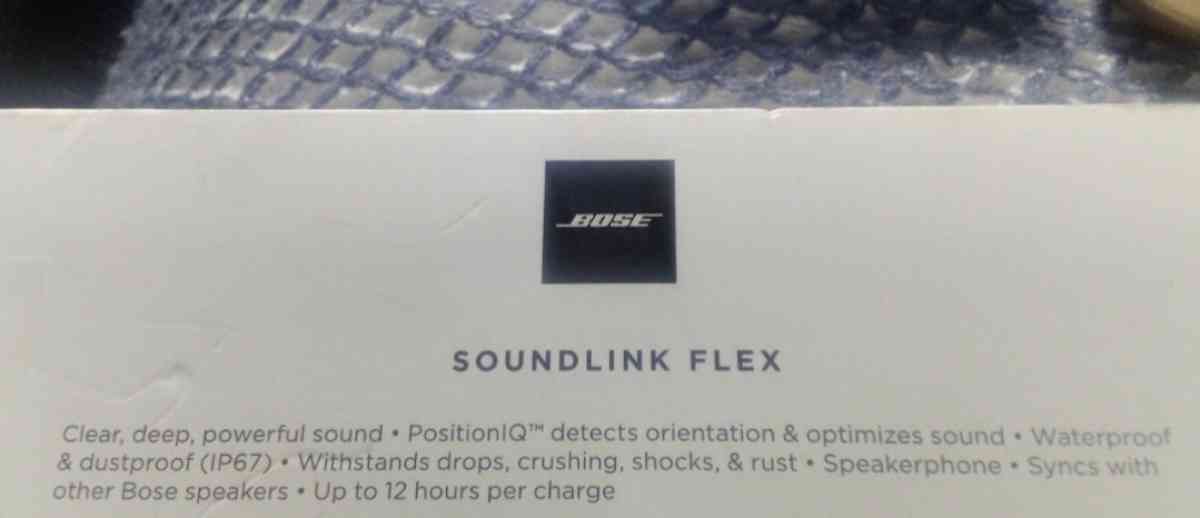 BOSE
SOUNDLINK FLEX
Clear, deep, powerful sound • PositionIQ™ detects orientation & optimizes sound • Waterproof
& dustproof (IP67) • Withstands drops, crushing, shocks, & rust • Speakerphone • Syncs with
other Bose speakers • Up to 12 hours per charge